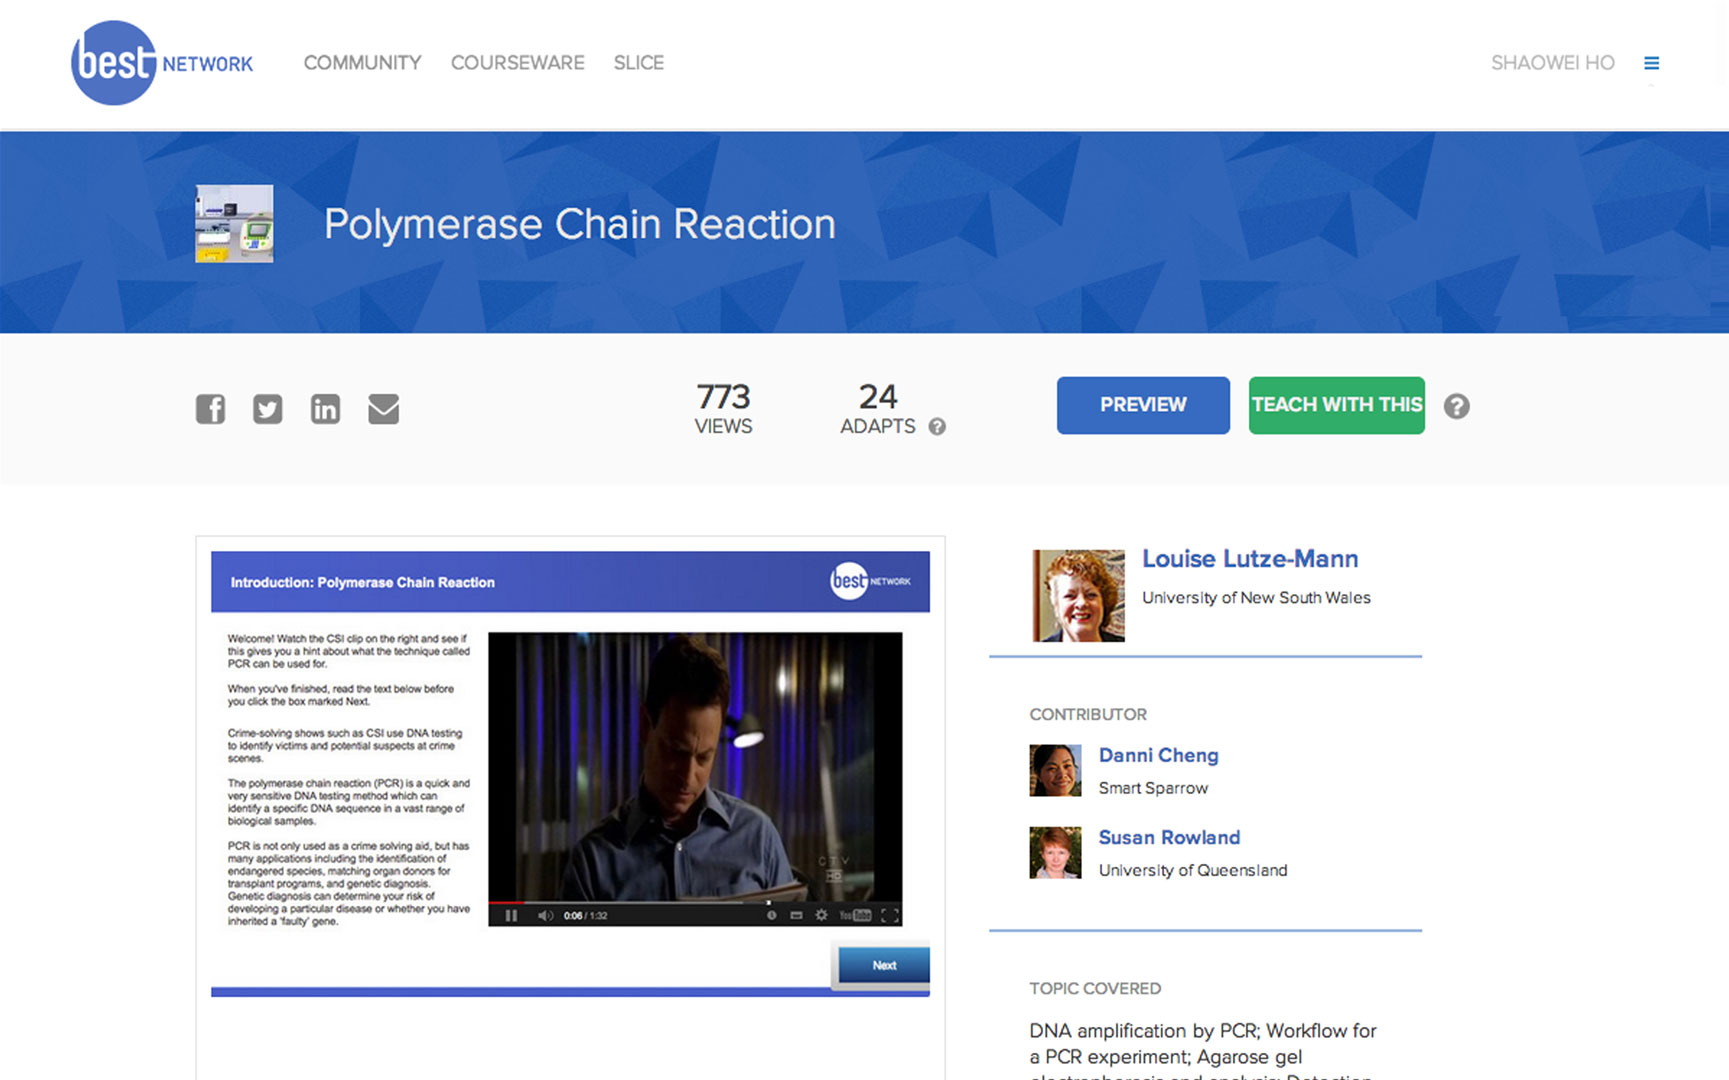 best NETWORK
COMMUNITY COURSEWARE SLICE
SHAOWEI HO
Polymerase Chain Reaction
773
VIEWS
24
ADAPTS ?
PREVIEW
TEACH WITH THIS ?
Introduction: Polymerase Chain Reaction
best NETWORK
Welcome! Watch the CSI clip on the right and see if
this gives you a hint about what the technique called
PCR can be used for.
When you've finished, read the text below before
you click the box marked Next.
Crime-solving shows such as CSI use DNA testing
to identify victims and potential suspects at crime
scenes.
The polymerase chain reaction (PCR) is a quick and
very sensitive DNA testing method which can
identify a specific DNA sequence in a vast range of
biological samples.
PCR is not only used as a crime solving aid, but has
many applications including the identification of
endangered species, matching organ donors for
transplant programs, and genetic diagnosis.
Genetic diagnosis can determine your risk of
developing a particular disease or whether you have
inherited a 'faulty' gene.
CTV
HD
0:06 / 1:32
YouTube
Next
Louise Lutze-Mann
University of New South Wales
CONTRIBUTOR
Danni Cheng
Smart Sparrow
Susan Rowland
University of Queensland
TOPIC COVERED
DNA amplification by PCR; Workflow for
a PCR experiment; Agarose gel
electrophoresis and analysis; Detection